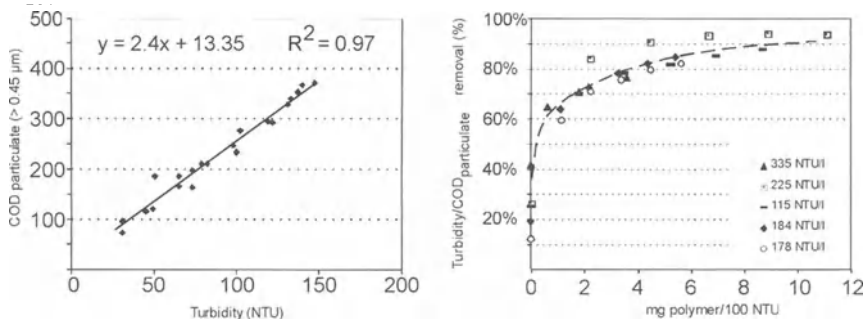 y = 2.4x + 13.35 R2 = 0.97
COD particulate (> 0.45 μm)
500
400
300
200
100
0
0 50 100 150 200
Turbidity (NTU)
Turbidity/COD particulate removal (%)
100%
80%
60%
40%
20%
335 NTU/l
225 NTU/l
115 NTU/l
184 NTU/l
178 NTU/l
0 2 4 6 8 10 12
mg polymer/100 NTU